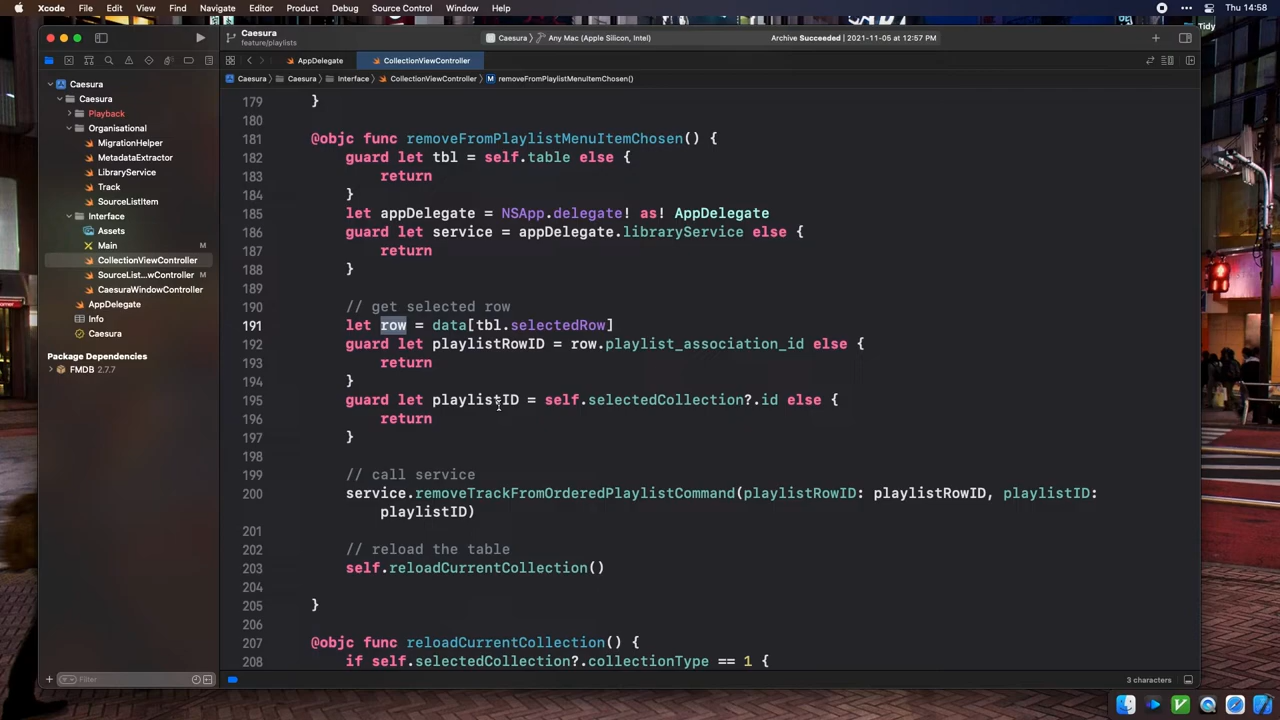 Xcode File Edit View Navigate Find Navigate Editor Product Debug Source Control Window Help Thu 14:58
Tidy
Caesura
feature/playlists
Caesura Any Mac (Apple Silicon, Intel)
Archive Succeeded | 2021-11-05 at 12:57 PM
AppDelegate
CollectionViewController
Caesura Caesura Interface CollectionViewController M removeFromPlaylistMenuItemChosen()
Caesura
Caesura
Playback
Organisational
MigrationHelper
MetadataExtractor
LibraryService
Track
SourceListItem
Interface
Assets
Main M
CollectionViewController
SourceList...wController M
CaesuraWindowController
AppDelegate
Info
Caesura
Package Dependencies
FMDB 2.7.7
Filter
179 }
180
181 @objc func removeFromPlaylistMenuItemChosen() {
182 guard let tbl = self.table else {
183 return
184 }
185 let appDelegate = NSApp.delegate! as! AppDelegate
186 guard let service = appDelegate.libraryService else {
187 return
188 }
189
190 // get selected row
191 let row = data[tbl.selectedRow]
192 guard let playlistRowID = row.playlist_association_id else {
193 return
194 }
195 guard let playlistID = self.selectedCollection?.id else {
196 return
197 }
198
199 // call service
200 service.removeTrackFromOrderedPlaylistCommand(playlistRowID: playlistRowID, playlistID:
playlistID)
201
202 // reload the table
203 self.reloadCurrentCollection()
204
205 }
206
207 @objc func reloadCurrentCollection() {
208 if self.selectedCollection?.collectionType == 1 {
3 characters